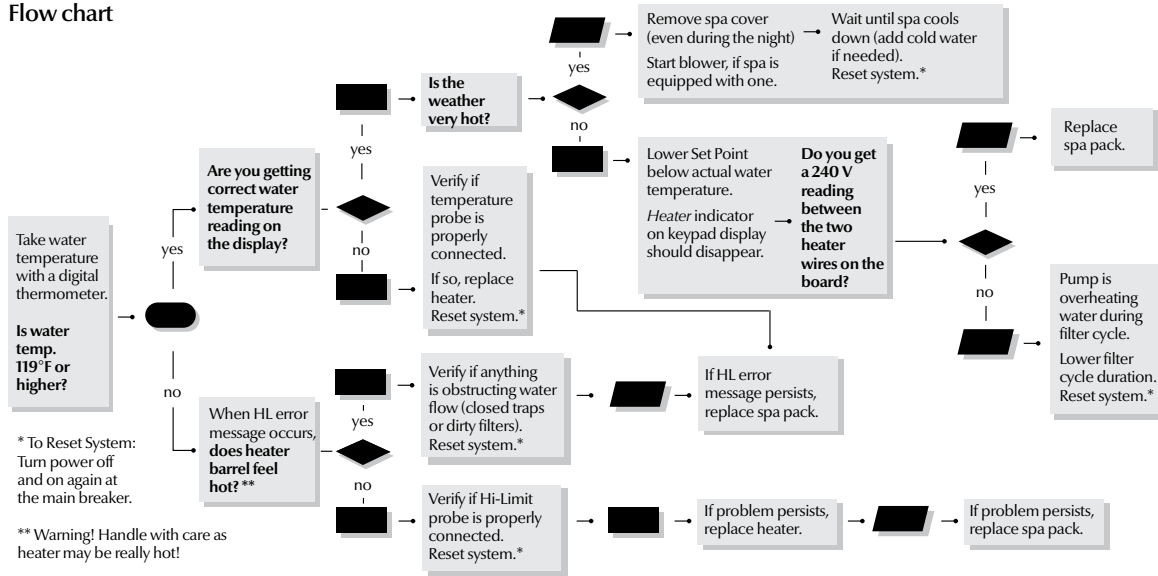 Flow chart
Take water
temperature
with a digital
thermometer.
Is water
temp.
119°F or
higher?
yes
no
Are you getting
correct water
temperature
reading on
the display?
yes
no
Is the
weather
very hot?
yes
no
Remove spa cover
(even during the night)
Start blower, if spa is
equipped with one.
Wait until spa cools
down (add cold water
if needed).
Reset system.*
Lower Set Point
below actual water
temperature.
Heater indicator
on keypad display
should disappear.
Do you get
a 240 V
reading
between
the two
heater
wires on the
board?
yes
no
Replace
spa pack.
Pump is
overheating
water during
filter cycle.
Lower filter
cycle duration.
Reset system.*
Verify if
temperature
probe is
properly
connected.
If so, replace
heater.
Reset system.*
When HL error
message occurs,
does heater
barrel feel
hot? **
yes
no
Verify if anything
is obstructing water
flow (closed traps
or dirty filters).
Reset system.*
If HL error
message persists,
replace spa pack.
Verify if Hi-Limit
probe is properly
connected.
Reset system.*
If problem persists,
replace heater.
If problem persists,
replace spa pack.
* To Reset System:
Turn power off
and on again at
the main breaker.
** Warning! Handle with care as
heater may be really hot!